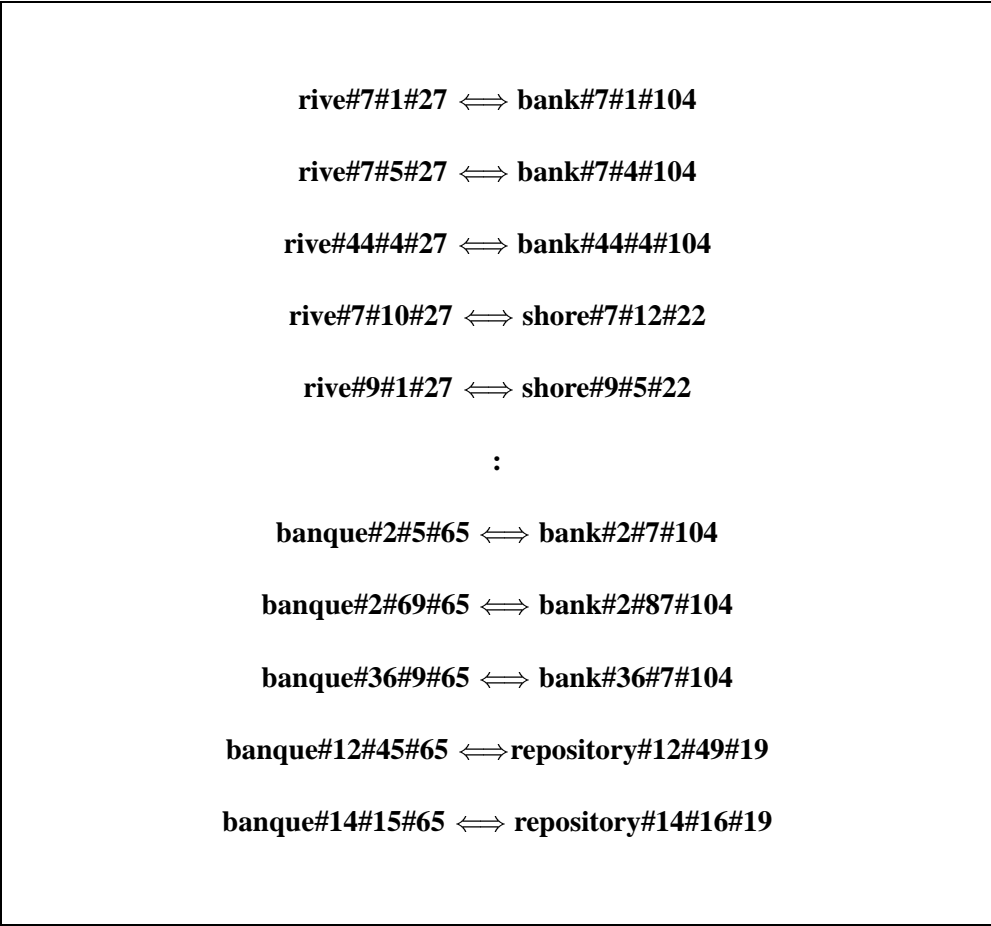 rive#7#1#27 ⟺ bank#7#1#104
rive#7#5#27 ⟺ bank#7#4#104
rive#44#4#27 ⟺ bank#44#4#104
rive#7#10#27 ⟺ shore#7#12#22
rive#9#1#27 ⟺ shore#9#5#22
:
banque#2#5#65 ⟺ bank#2#7#104
banque#2#69#65 ⟺ bank#2#87#104
banque#36#9#65 ⟺ bank#36#7#104
banque#12#45#65 ⟺repository#12#49#19
banque#14#15#65 ⟺ repository#14#16#19